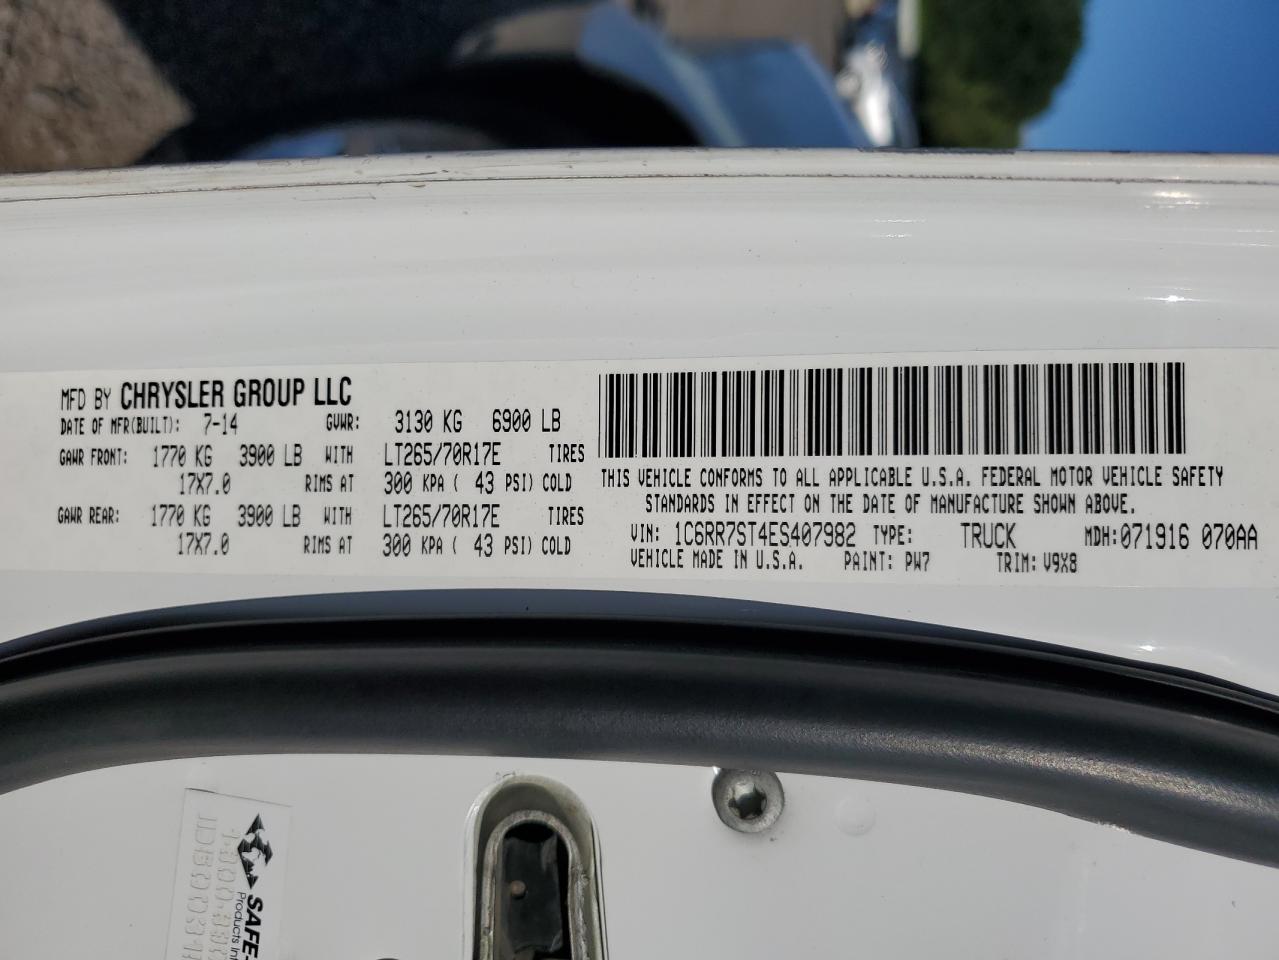 MFD BY CHRYSLER GROUP LLC
DATE OF MFR(BUILT): 7-14 GVWR: 3130 KG 6900 LB
GAWR FRONT: 1770 KG 3900 LB WITH LT265/70R17E TIRES
17X7.0 RIMS AT 300 KPA ( 43 PSI) COLD
GAWR REAR: 1770 KG 3900 LB WITH LT265/70R17E TIRES
17X7.0 RIMS AT 300 KPA ( 43 PSI) COLD
THIS VEHICLE CONFORMS TO ALL APPLICABLE U.S.A. FEDERAL MOTOR VEHICLE SAFETY
STANDARDS IN EFFECT ON THE DATE OF MANUFACTURE SHOWN ABOVE.
VIN: 1C6RR7ST4ES407982 TYPE: TRUCK MDH:071916 070AA
VEHICLE MADE IN U.S.A. PAINT: PW7 TRIM: V9X8
SAFE-
Products